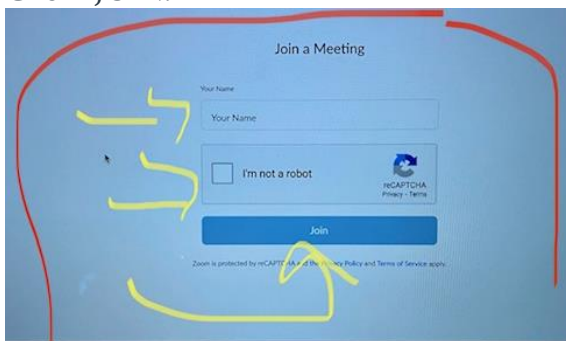 Join a Meeting
Your Name
Your Name
I'm not a robot
reCAPTCHA
Privacy - Terms
Join
Zoom is protected by reCAPTCHA and the Privacy Policy and Terms of Service apply.